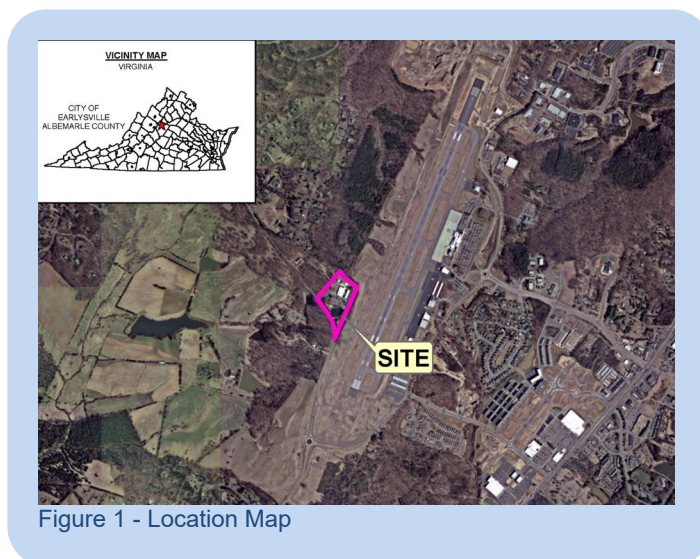 VICINITY MAP
VIRGINIA
CITY OF
EARLYSVILLE
ALBEMARLE COUNTY
SITE
Figure 1 - Location Map